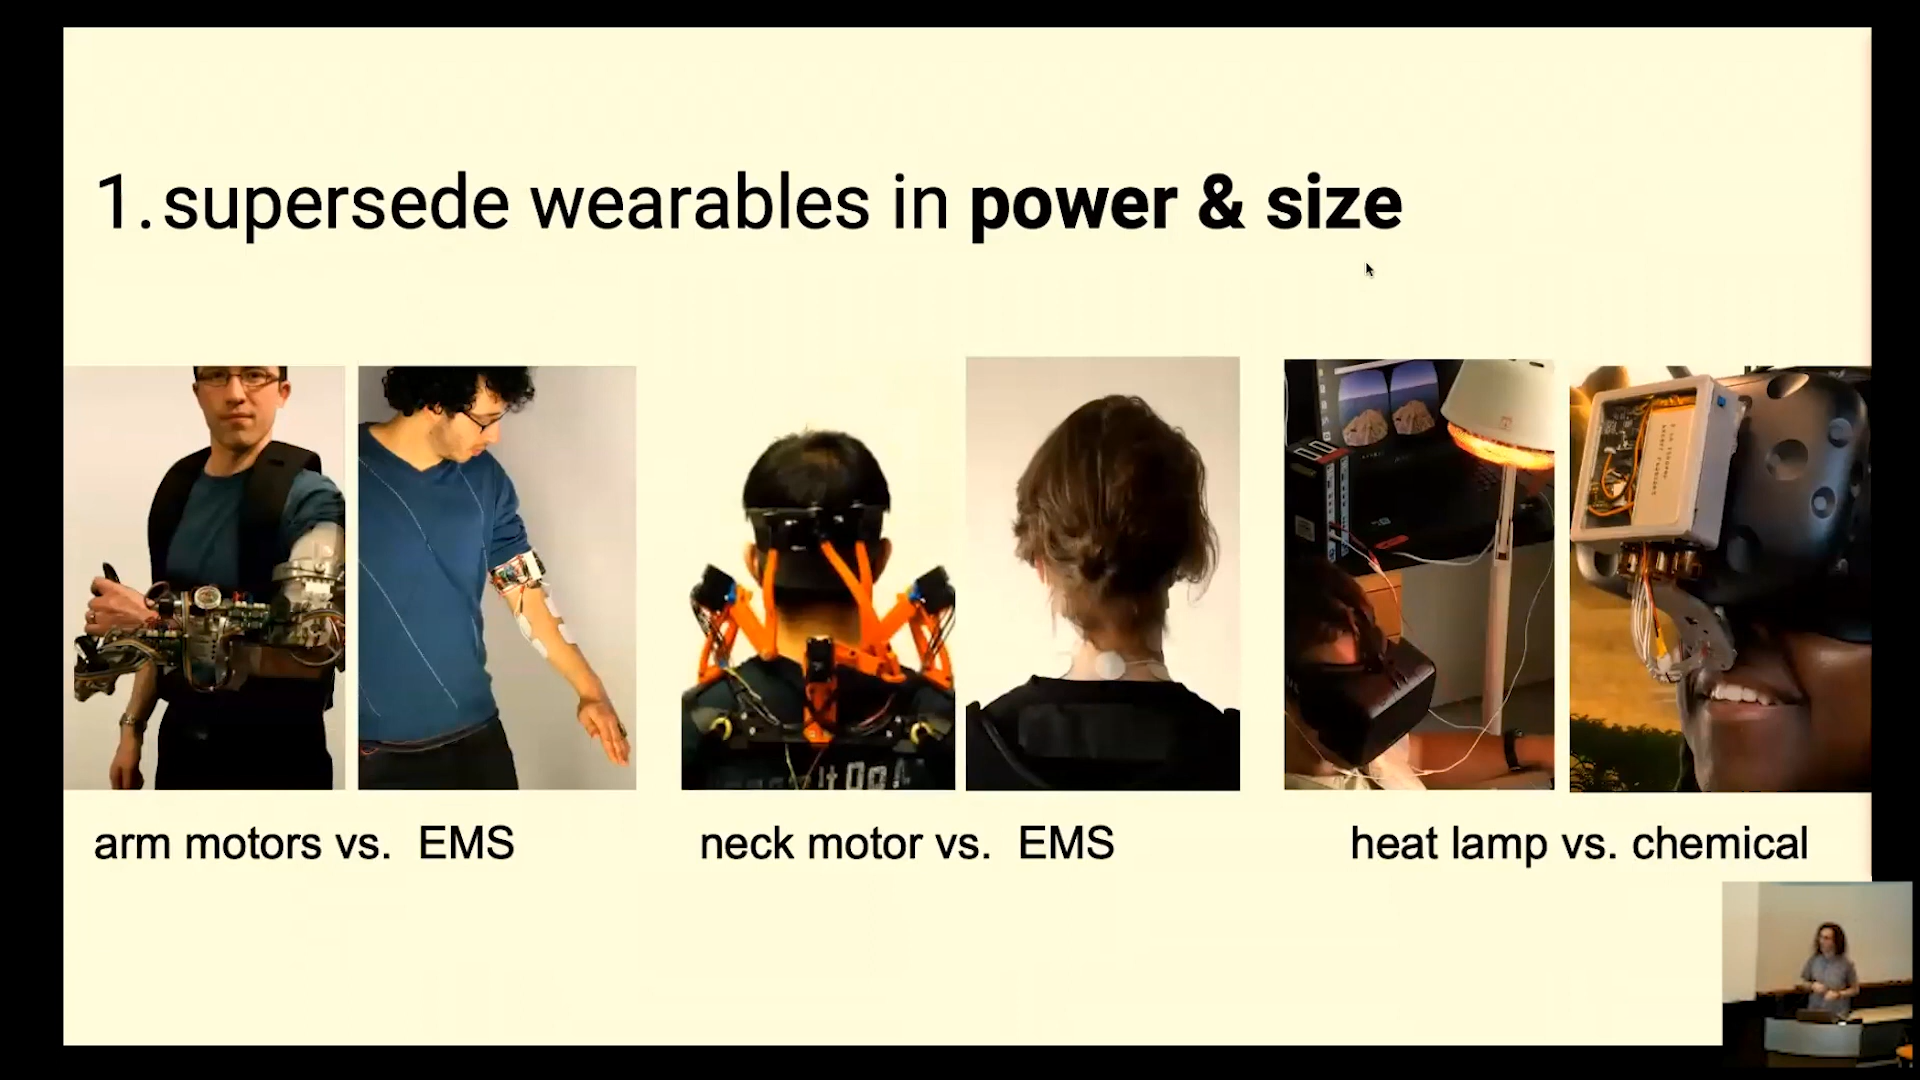 1. supersede wearables in power & size
arm motors vs. EMS
neck motor vs. EMS
heat lamp vs. chemical